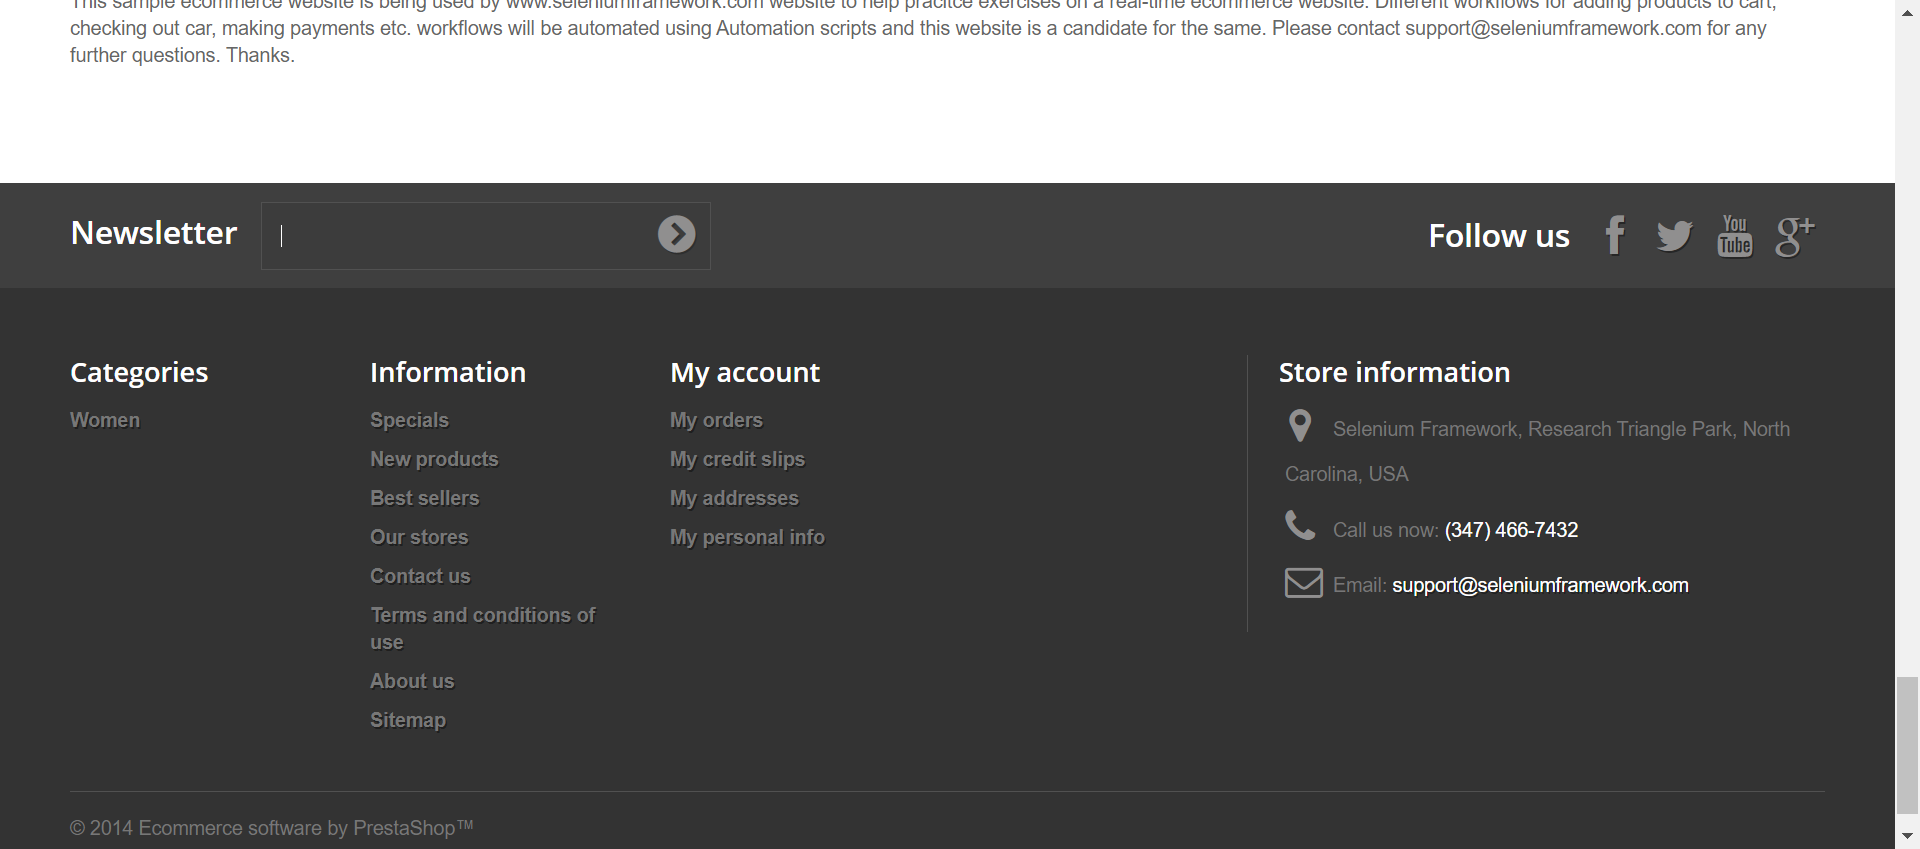 This sample ecommerce website is being used by www.seleniumframework.com website to help pracitce exercises on a real-time ecommerce website. Different workflows for adding products to cart,
checking out car, making payments etc. workflows will be automated using Automation scripts and this website is a candidate for the same. Please contact support@seleniumframework.com for any
further questions. Thanks.
Newsletter
Follow us
You
Tube
g+
Categories
Women
Information
Specials
New products
Best sellers
Our stores
Contact us
Terms and conditions of
use
About us
Sitemap
My account
My orders
My credit slips
My addresses
My personal info
Store information
Selenium Framework, Research Triangle Park, North
Carolina, USA
Call us now: (347) 466-7432
Email: support@seleniumframework.com
© 2014 Ecommerce software by PrestaShop™